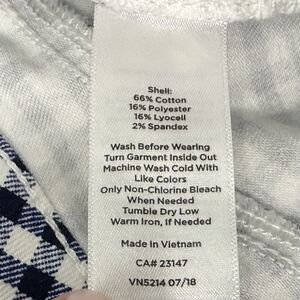 Shell:
66% Cotton
16% Polyester
16% Lyocell
2% Spandex
Wash Before Wearing
Turn Garment Inside Out
Machine Wash Cold With
Like Colors
Only Non-Chlorine Bleach
When Needed
Tumble Dry Low
Warm Iron, If Needed
Made in Vietnam
CA# 23147
VN5214 07/18